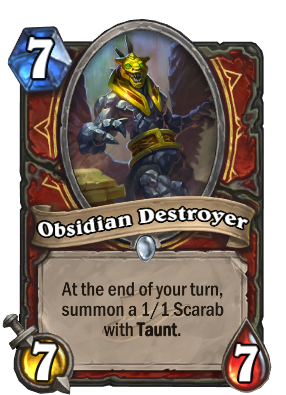 7
Obsidian Destroyer
At the end of your turn,
summon a 1/1 Scarab
with Taunt.
7
7